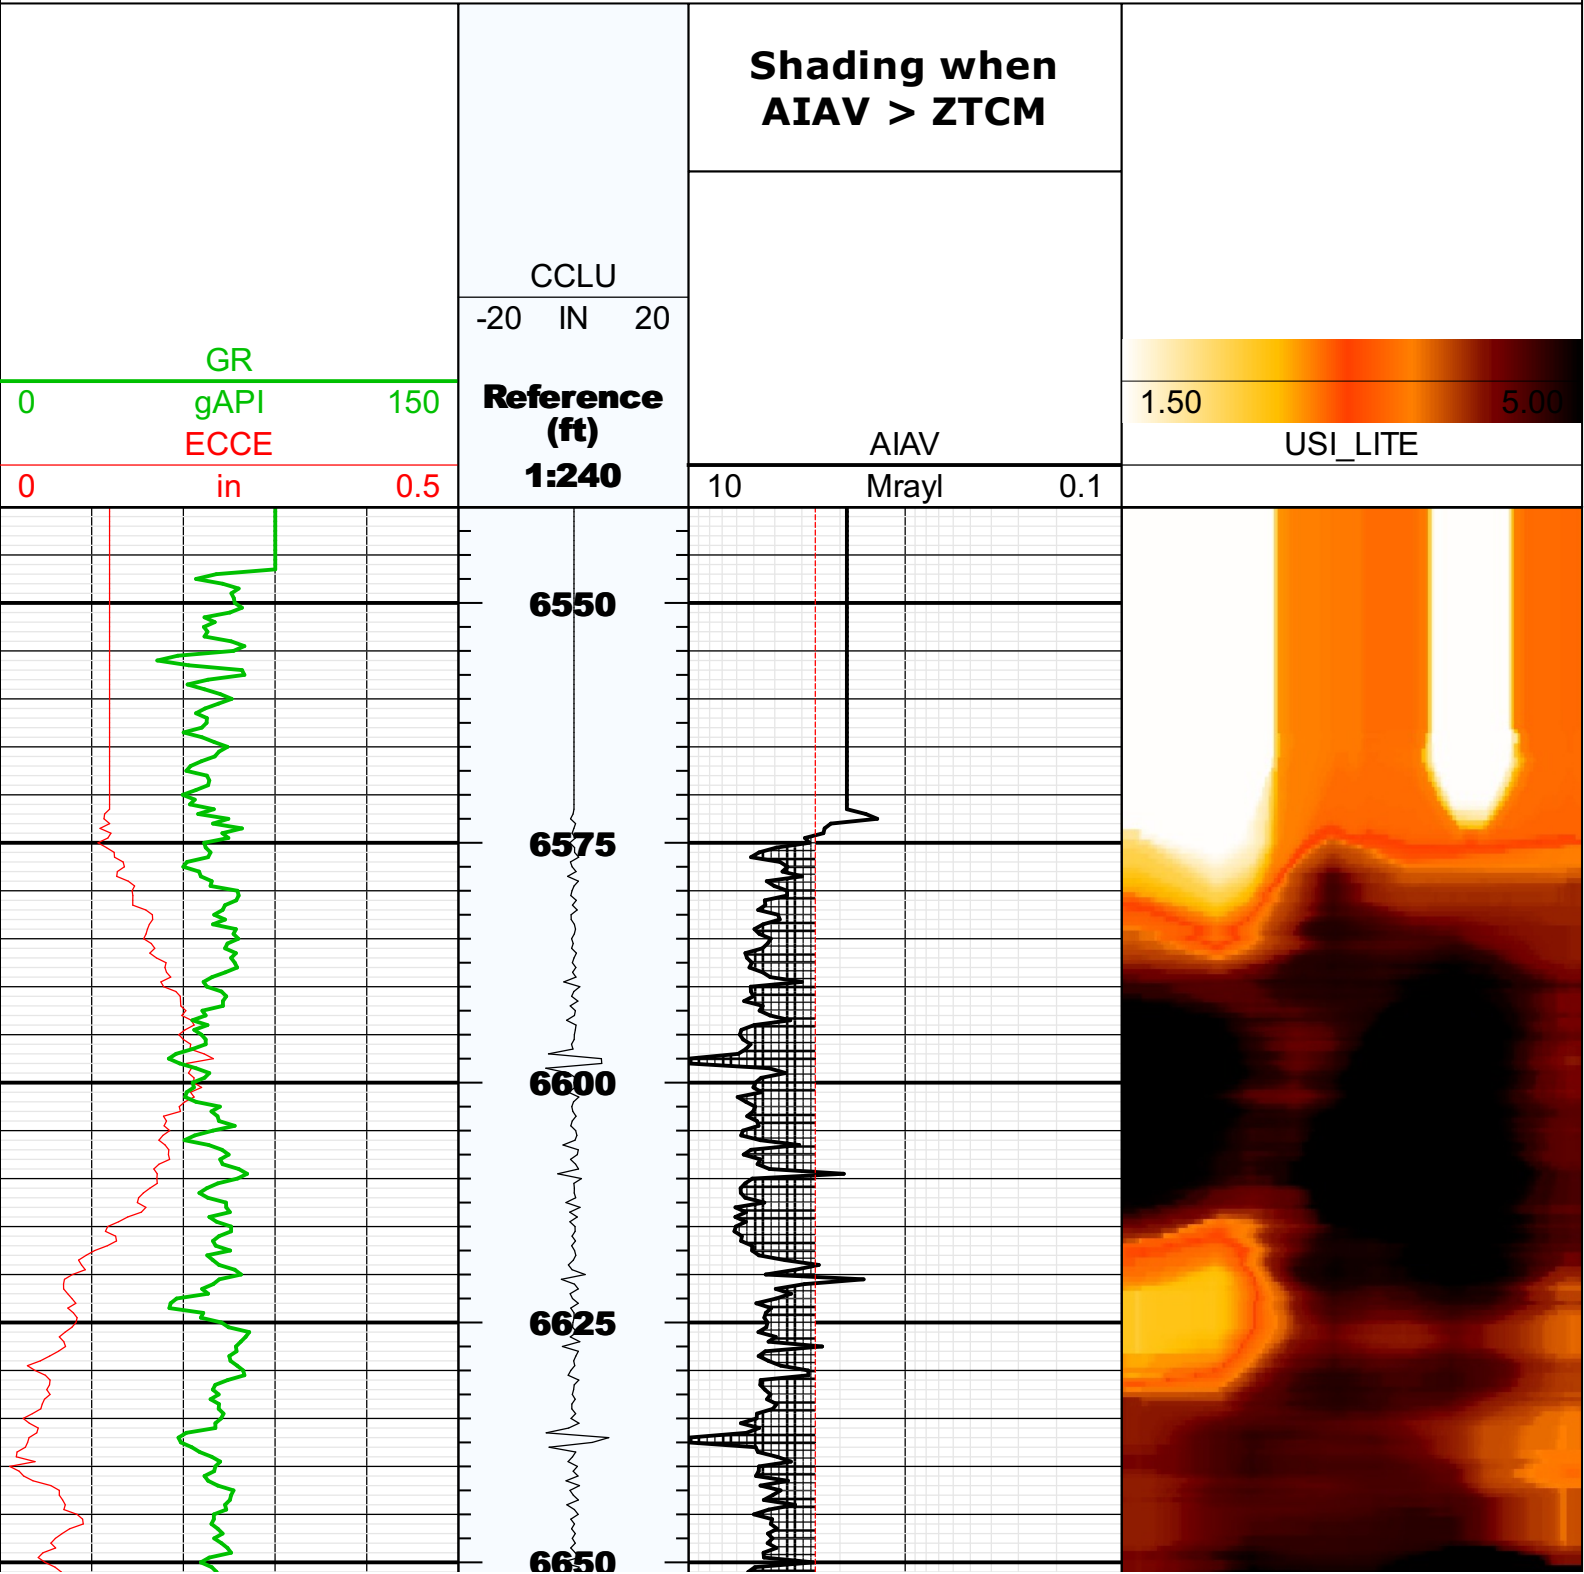 Shading when
AIAV > ZTCM
CCLU
-20 IN 20
GR
0 gAPI 150
ECCE
0 in 0.5
Reference
(ft)
1:240
AIAV
10 Mrayl 0.1
1.50 5.00
USI_LITE
6550
6575
6600
6625
6650